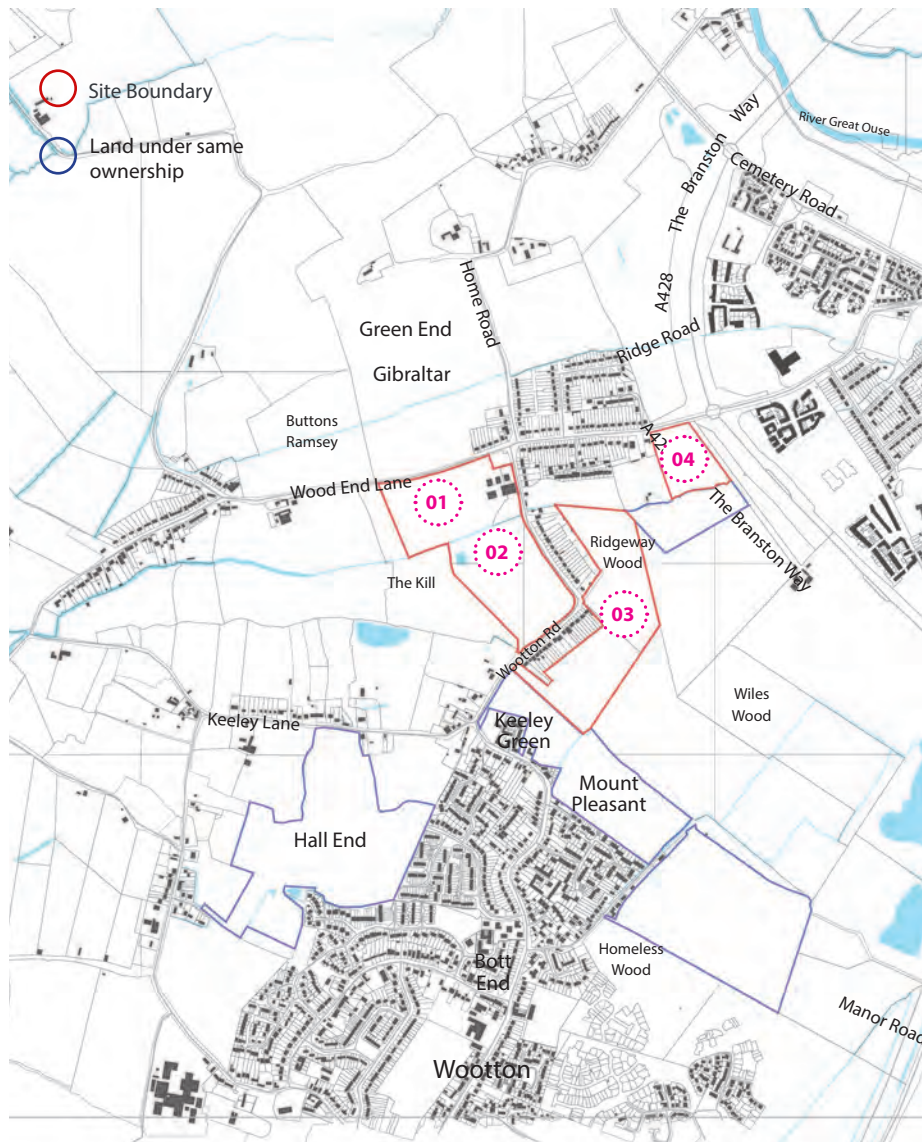 Site Boundary
Land under same
ownership
River Great Ouse
The Branston Way
Cemetery Road
A428
Home Road
Green End
Gibraltar
Ridge Road
Buttons
Ramsey
A42
04
Wood End Lane
01
The Branston Way
02
Ridgeway
Wood
The Kill
03
Wootton Rd
Wiles
Wood
Keeley Lane
Keeley
Green
Mount
Pleasant
Hall End
Homeless
Wood
Bott
End
Manor Road
Wootton